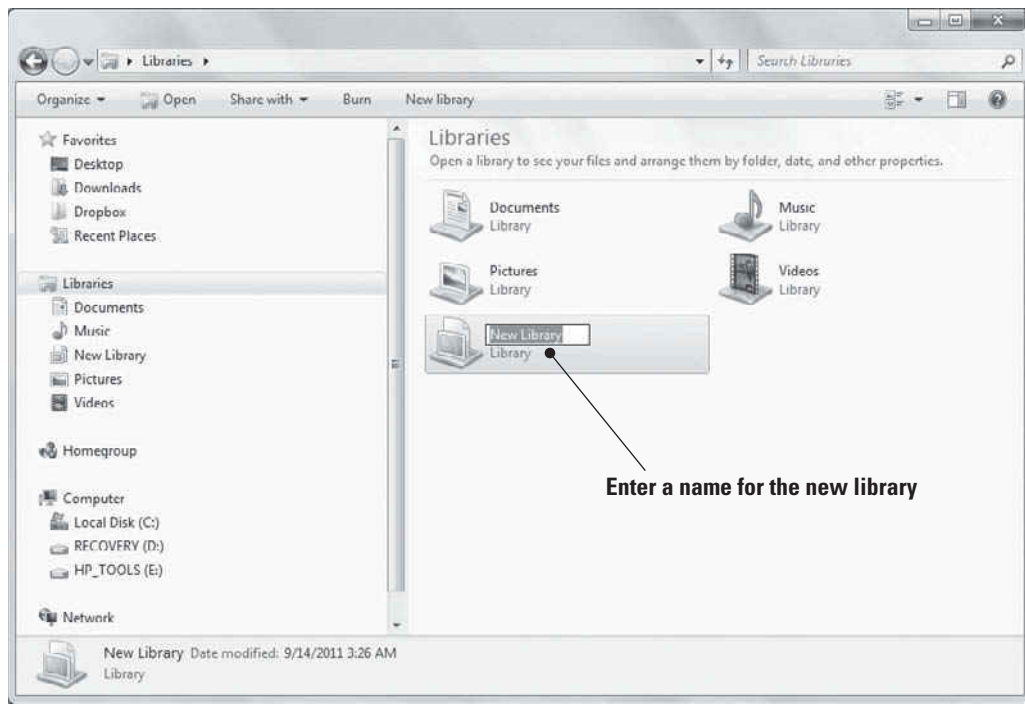 Libraries
Search Libraries
Organize Open Share with Burn New library
Favorites
Desktop
Downloads
Dropbox
Recent Places
Libraries
Documents
Music
New Library
Pictures
Videos
Homegroup
Computer
Local Disk (C:)
RECOVERY (D:)
HP_TOOLS (E:)
Network
Libraries
Open a library to see your files and arrange them by folder, date, and other properties.
Documents
Library
Music
Library
Pictures
Library
Videos
Library
New Library
Library
Enter a name for the new library
New Library Date modified: 9/14/2011 3:26 AM
Library